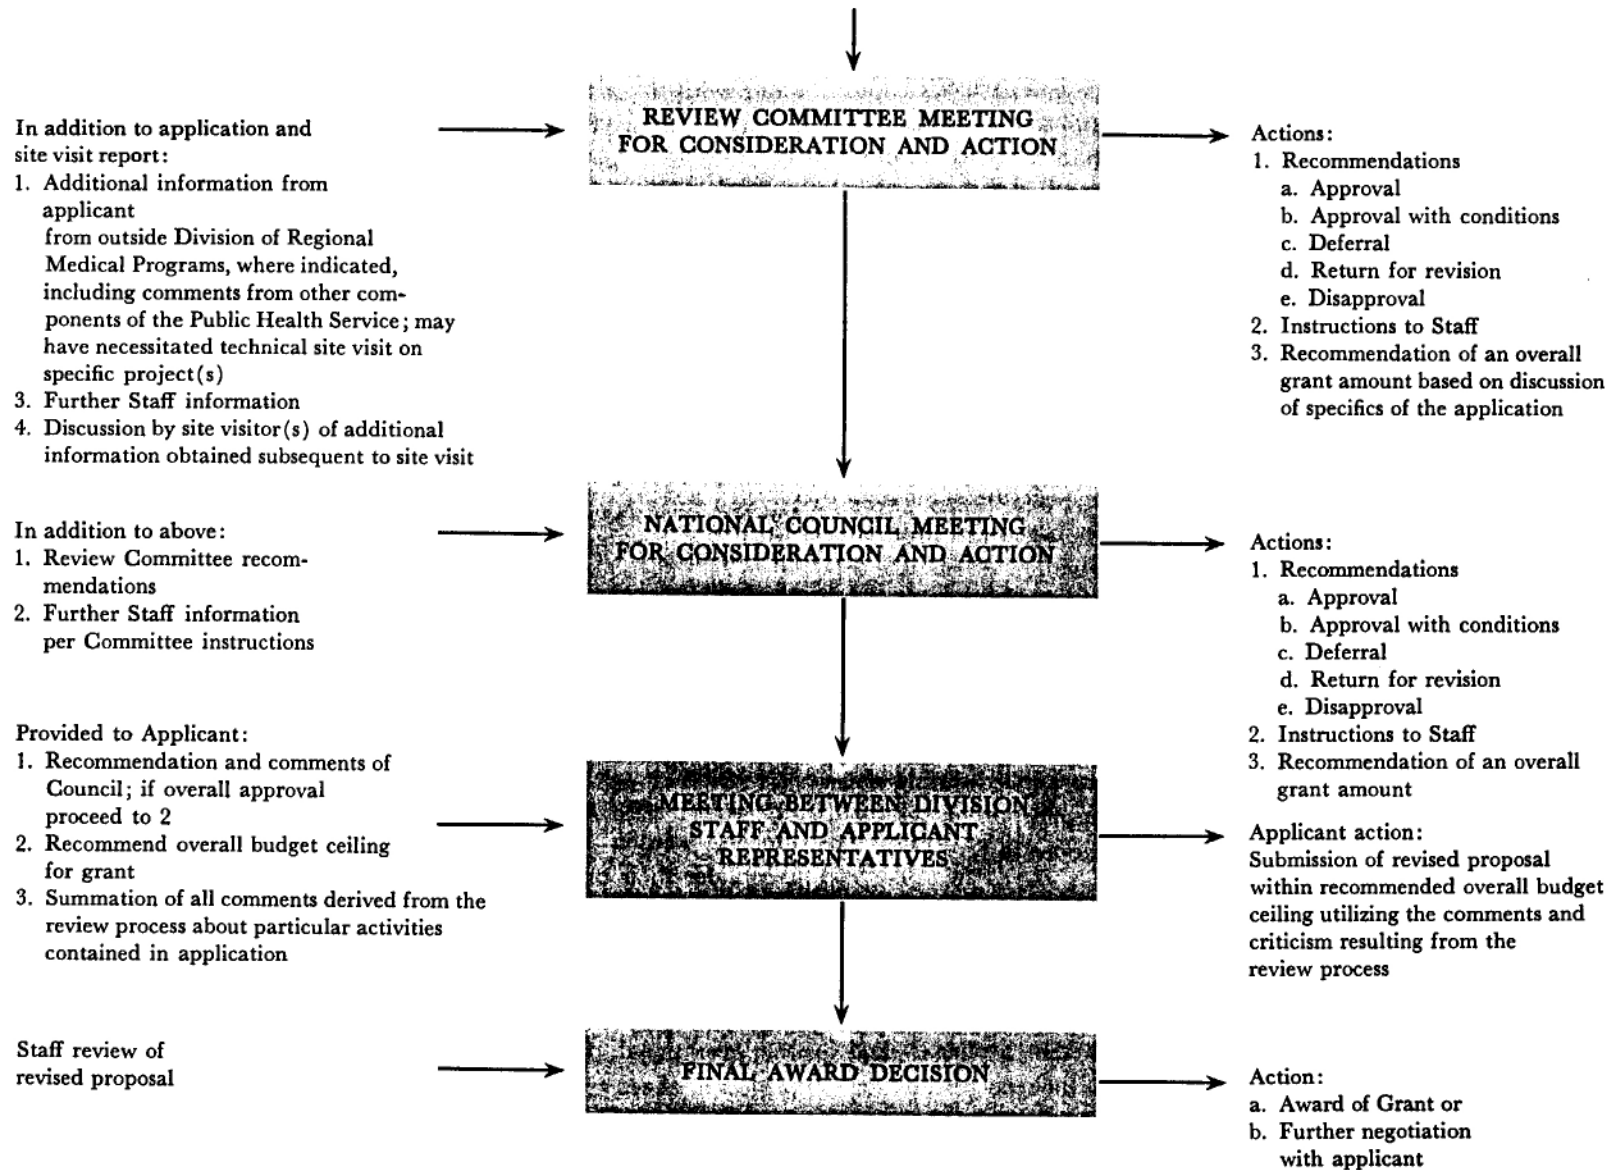 REVIEW COMMITTEE MEETING
FOR CONSIDERATION AND ACTION
In addition to application and
site visit report:
1. Additional information from
applicant
from outside Division of Regional
Medical Programs, where indicated,
including comments from other com-
ponents of the Public Health Service; may
have necessitated technical site visit on
specific project(s)
3. Further Staff information
4. Discussion by site visitor(s) of additional
information obtained subsequent to site visit
Actions:
1. Recommendations
a. Approval
b. Approval with conditions
c. Deferral
d. Return for revision
e. Disapproval
2. Instructions to Staff
3. Recommendation of an overall
grant amount based on discussion
of specifics of the application
NATIONAL COUNCIL MEETING
FOR CONSIDERATION AND ACTION
In addition to above:
1. Review Committee recom-
mendations
2. Further Staff information
per Committee instructions
Actions:
1. Recommendations
a. Approval
b. Approval with conditions
c. Deferral
d. Return for revision
e. Disapproval
2. Instructions to Staff
3. Recommendation of an overall
grant amount
Provided to Applicant:
1. Recommendation and comments of
Council; if overall approval
proceed to 2
2. Recommend overall budget ceiling
for grant
3. Summation of all comments derived from the
review process about particular activities
contained in application
MEETING BETWEEN DIVISION
STAFF AND APPLICANT
REPRESENTATIVES
Applicant action:
Submission of revised proposal
within recommended overall budget
ceiling utilizing the comments and
criticism resulting from the
review process
Staff review of
revised proposal
FINAL AWARD DECISION
Action:
a. Award of Grant or
b. Further negotiation
with applicant